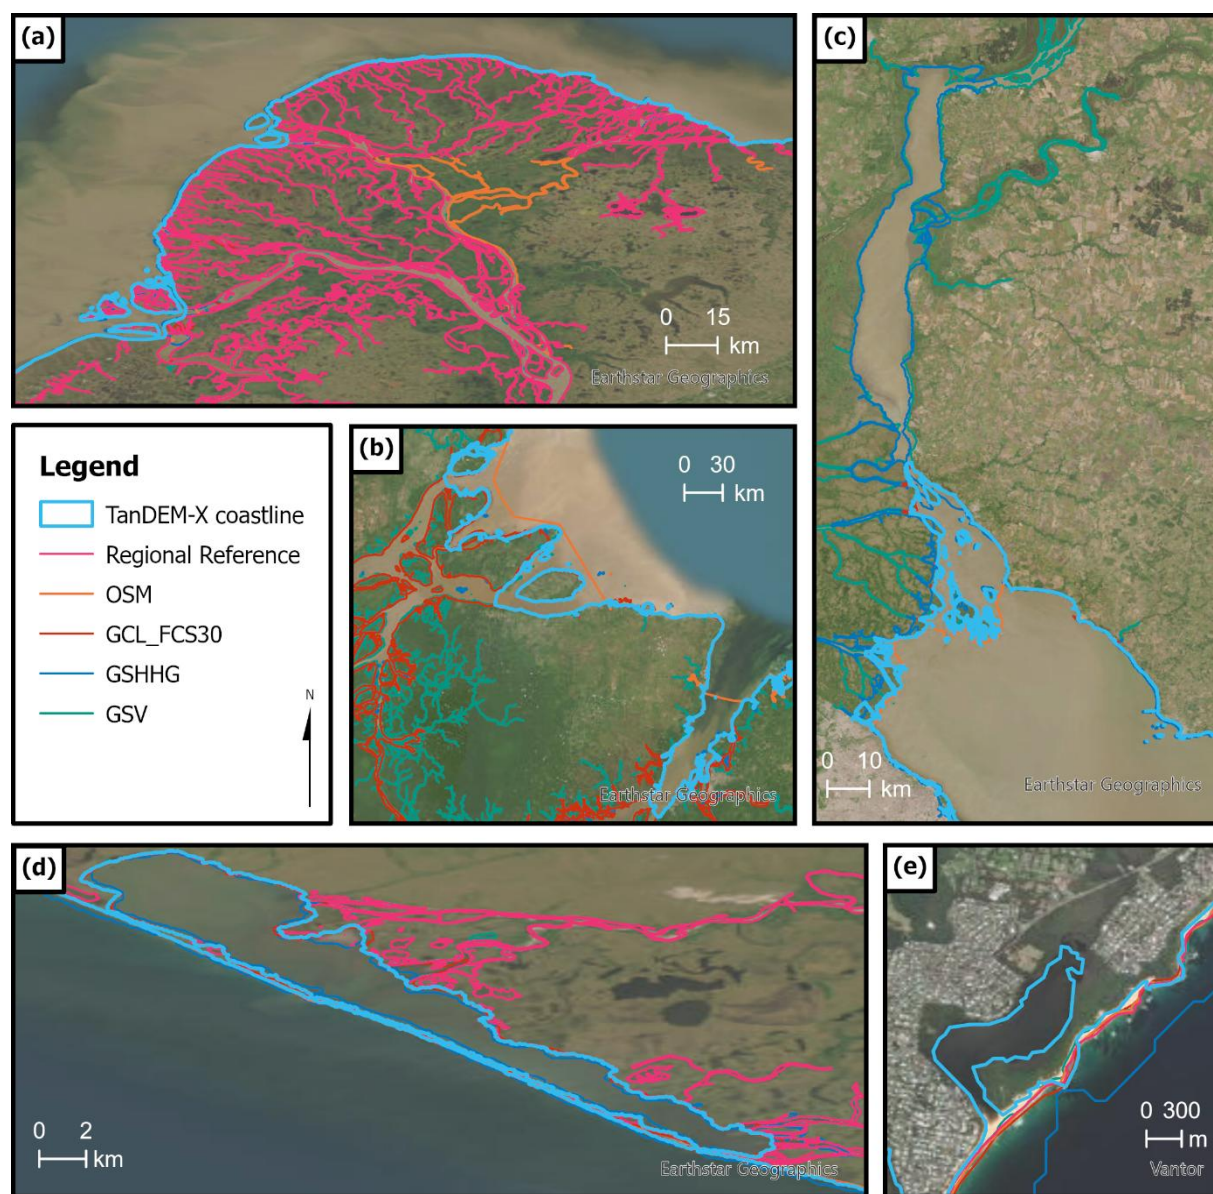 (a)
0 15
km
Earthstar Geographics
Legend
TanDEM-X coastline
Regional Reference
OSM
GCL_FCS30
GSHHG
GSV
N
(b)
0 30
km
Earthstar Geographics
(c)
0 10
km
Earthstar Geographics
(d)
0 2
km
Earthstar Geographics
(e)
0 300
m
Vantor